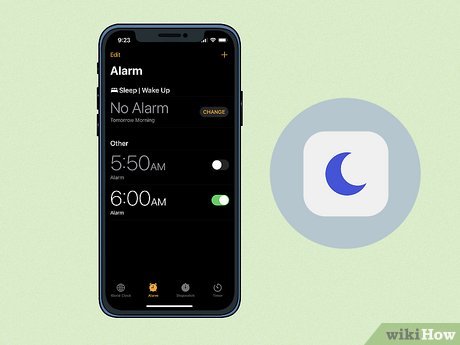 9:23
Edit
+
Alarm
Sleep | Wake Up
No Alarm
CHANGE
Tomorrow Morning
Other
5:50AM
Alarm
6:00AM
Alarm
World Clock Alarm Stopwatch Timer
wikiHow